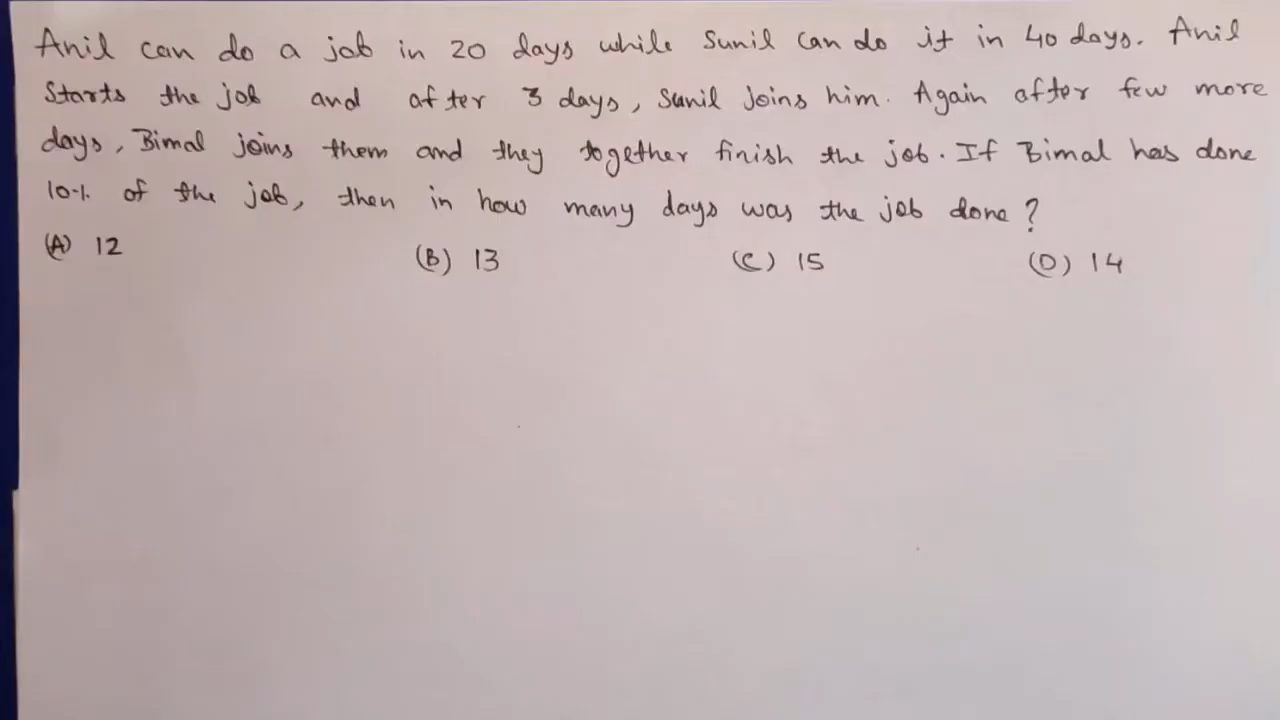 Anil can do a job in 20 days while Sunil can do it in 40 days. Anil
Starts the job and after 3 days, Sunil joins him. Again after few more
days, Bimal joins them and they together finish the job. If Bimal has done
10% of the job, then in how many days was the job done?
(A) 12 (B) 13 (C) 15 (D) 14